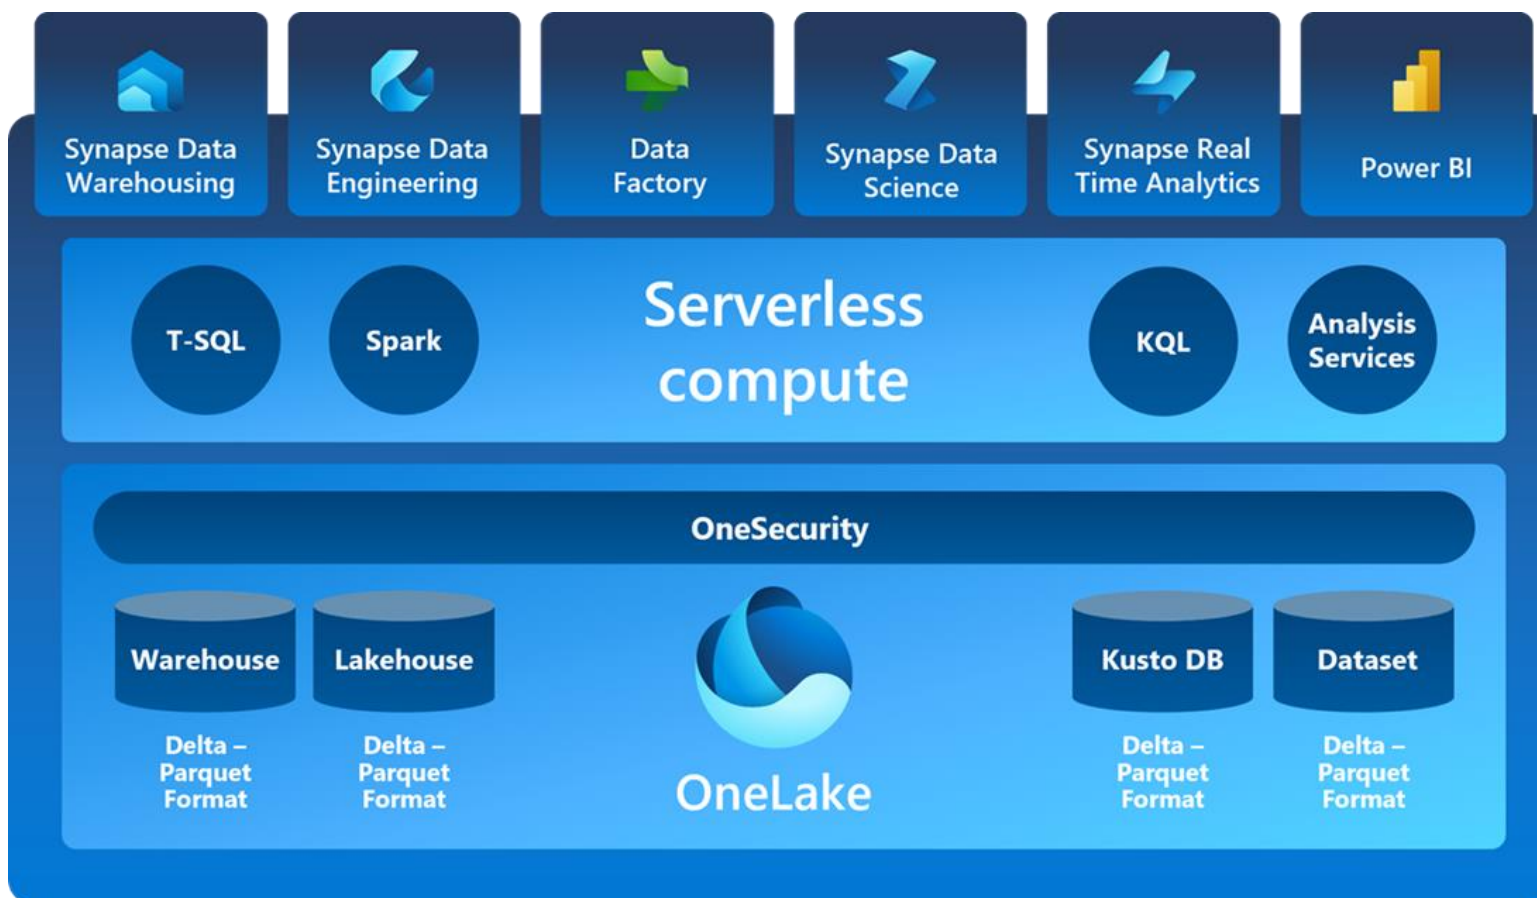 Synapse Data
Warehousing
Synapse Data
Engineering
Data
Factory
Synapse Data
Science
Synapse Real
Time Analytics
Power BI
T-SQL
Spark
Serverless
compute
KQL
Analysis
Services
OneSecurity
Warehouse
Lakehouse
Kusto DB
Dataset
Delta –
Parquet
Format
Delta –
Parquet
Format
OneLake
Delta –
Parquet
Format
Delta –
Parquet
Format